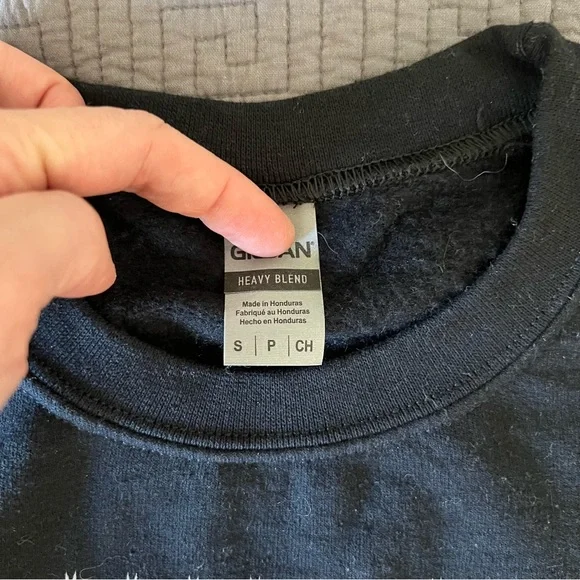 HEAVY BLEND
Made in Honduras
Fabriqué au Honduras
Hecho en Honduras
S | P | CH